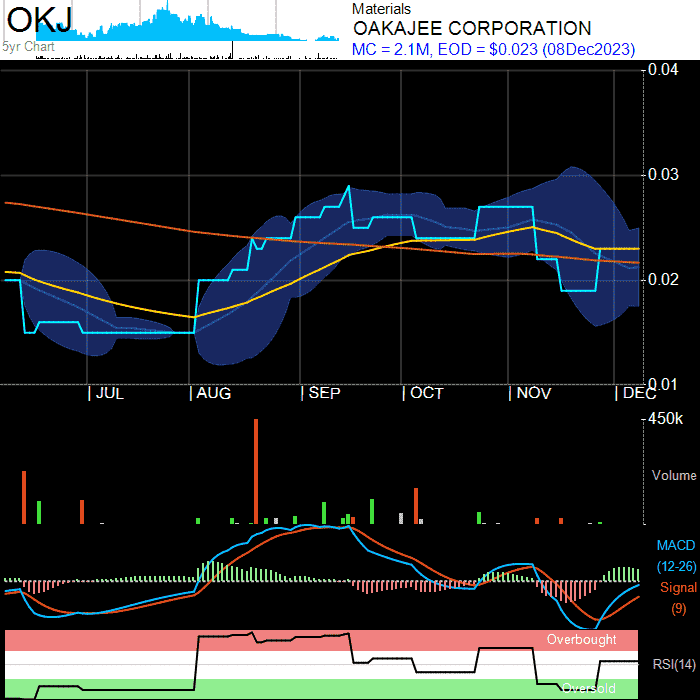 OKJ
5yr Chart
Materials
OAKAJEE CORPORATION
MC = 2.1M, EOD = $0.023 (08Dec2023)
0.04
0.03
0.02
0.01
JUL AUG SEP OCT NOV DEC
450k
Volume
MACD
(12-26)
Signal
(9)
Overbought
RSI(14)
Oversold